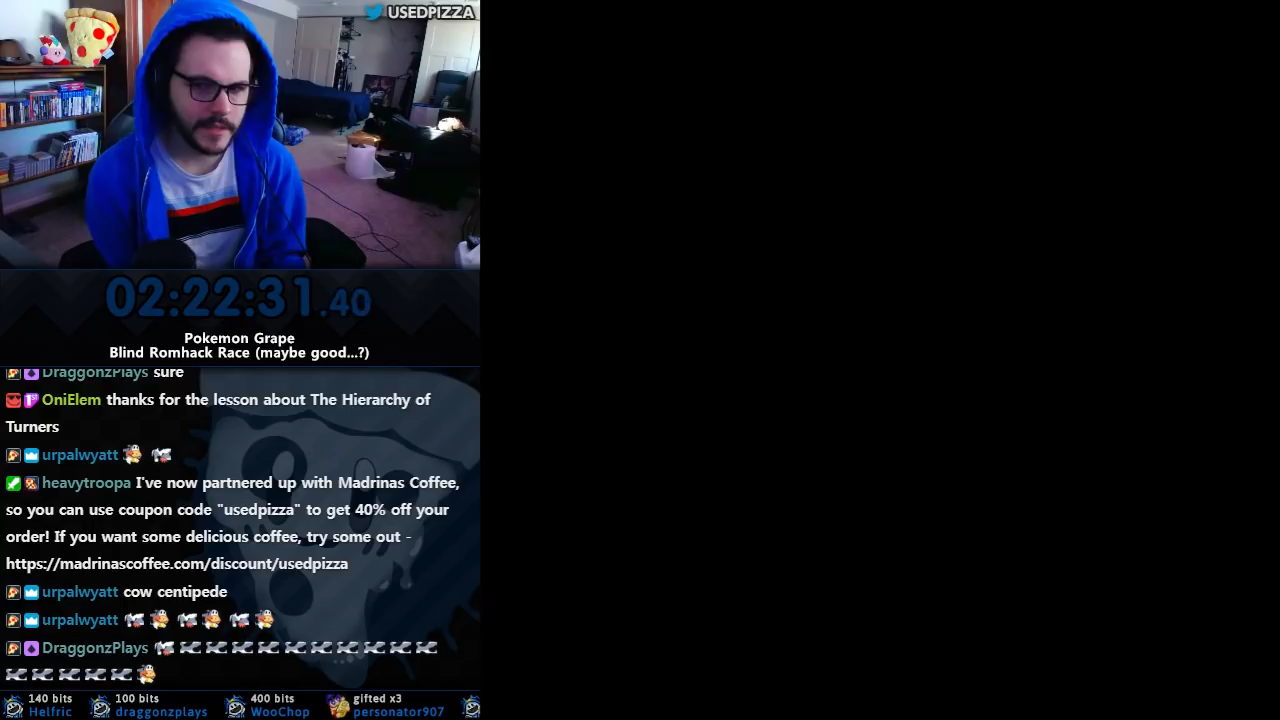 USEDPIZZA
02:22:31.40
Pokemon Grape
Blind Romhack Race (maybe good...?)
DraggonzPlays sure
OniElem thanks for the lesson about The Hierarchy of
Turners
urpalwyatt
heavytroopa I've now partnered up with Madrinas Coffee,
so you can use coupon code "usedpizza" to get 40% off your
order! If you want some delicious coffee, try some out -
https://madrinascoffee.com/discount/usedpizza
urpalwyatt cow centipede
urpalwyatt
DraggonzPlays
140 bits 100 bits 400 bits gifted x3
Helfric draggonzplays WooChop personator907